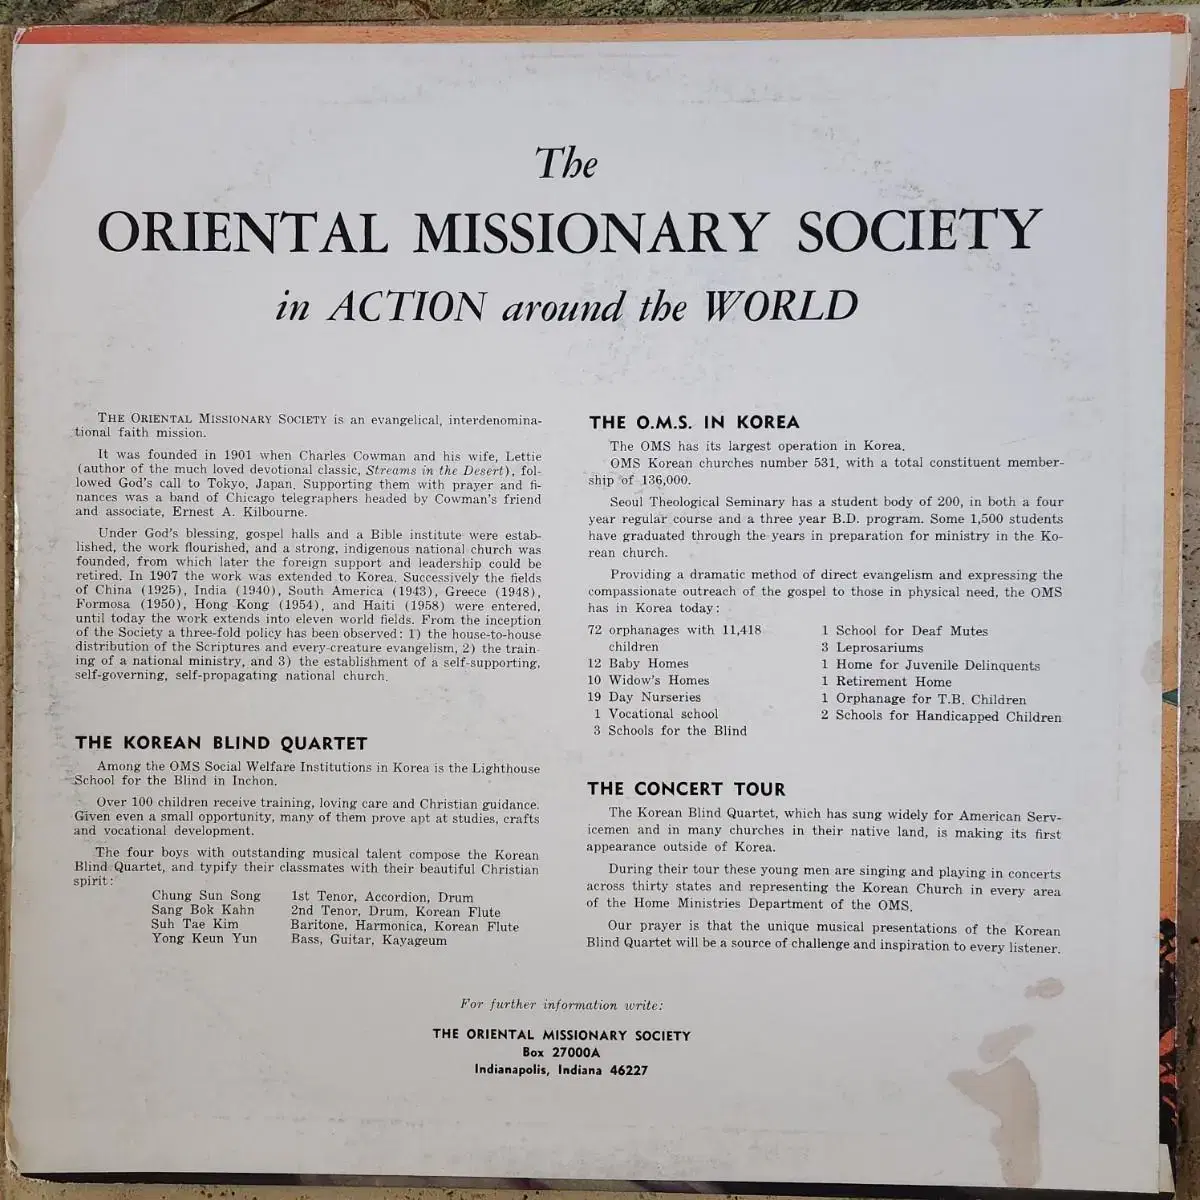 The
ORIENTAL MISSIONARY SOCIETY
in ACTION around the WORLD
THE ORIENTAL MISSIONARY SOCIETY is an evangelical, interdenomina-
tional faith mission.
It was founded in 1901 when Charles Cowman and his wife, Lettie
(author of the much loved devotional classic, Streams in the Desert), fol-
lowed God's call to Tokyo, Japan. Supporting them with prayer and fi-
nances was a band of Chicago telegraphers headed by Cowman's friend
and associate, Ernest A. Kilbourne.
Under God's blessing, gospel halls and a Bible institute were estab-
lished, the work flourished, and a strong, indigenous national church was
founded, from which later the foreign support and leadership could be
retired. In 1907 the work was extended to Korea. Successively the fields
of China (1925), India (1940), South America (1943), Greece (1948),
Formosa (1950), Hong Kong (1954), and Haiti (1958) were entered,
until today the work extends into eleven world fields. From the inception
of the Society a three-fold policy has been observed: 1) the house-to-house
distribution of the Scriptures and every-creature evangelism, 2) the train-
ing of a national ministry, and 3) the establishment of a self-supporting,
self-governing, self-propagating national church.
THE KOREAN BLIND QUARTET
Among the OMS Social Welfare Institutions in Korea is the Lighthouse
School for the Blind in Inchon.
Over 100 children receive training, loving care and Christian guidance.
Given even a small opportunity, many of them prove apt at studies, crafts
and vocational development.
The four boys with outstanding musical talent compose the Korean
Blind Quartet, and typify their classmates with their beautiful Christian
spirit:
Chung Sun Song 1st Tenor, Accordion, Drum
Sang Bok Kahn 2nd Tenor, Drum, Korean Flute
Suh Tae Kim Baritone, Harmonica, Korean Flute
Yong Keun Yun Bass, Guitar, Kayageum
THE O.M.S. IN KOREA
The OMS has its largest operation in Korea.
OMS Korean churches number 531, with a total constituent member-
ship of 136,000.
Seoul Theological Seminary has a student body of 200, in both a four
year regular course and a three year B.D. program. Some 1,500 students
have graduated through the years in preparation for ministry in the Ko-
rean church.
Providing a dramatic method of direct evangelism and expressing the
compassionate outreach of the gospel to those in physical need, the OMS
has in Korea today:
72 orphanages with 11,418
children
12 Baby Homes
10 Widow's Homes
19 Day Nurseries
1 Vocational school
3 Schools for the Blind
1 School for Deaf Mutes
3 Leprosariums
1 Home for Juvenile Delinquents
1 Retirement Home
1 Orphanage for T.B. Children
2 Schools for Handicapped Children
THE CONCERT TOUR
The Korean Blind Quartet, which has sung widely for American Serv-
icemen and in many churches in their native land, is making its first
appearance outside of Korea.
During their tour these young men are singing and playing in concerts
across thirty states and representing the Korean Church in every area
of the Home Ministries Department of the OMS.
Our prayer is that the unique musical presentations of the Korean
Blind Quartet will be a source of challenge and inspiration to every listener.
For further information write:
THE ORIENTAL MISSIONARY SOCIETY
Box 27000A
Indianapolis, Indiana 46227